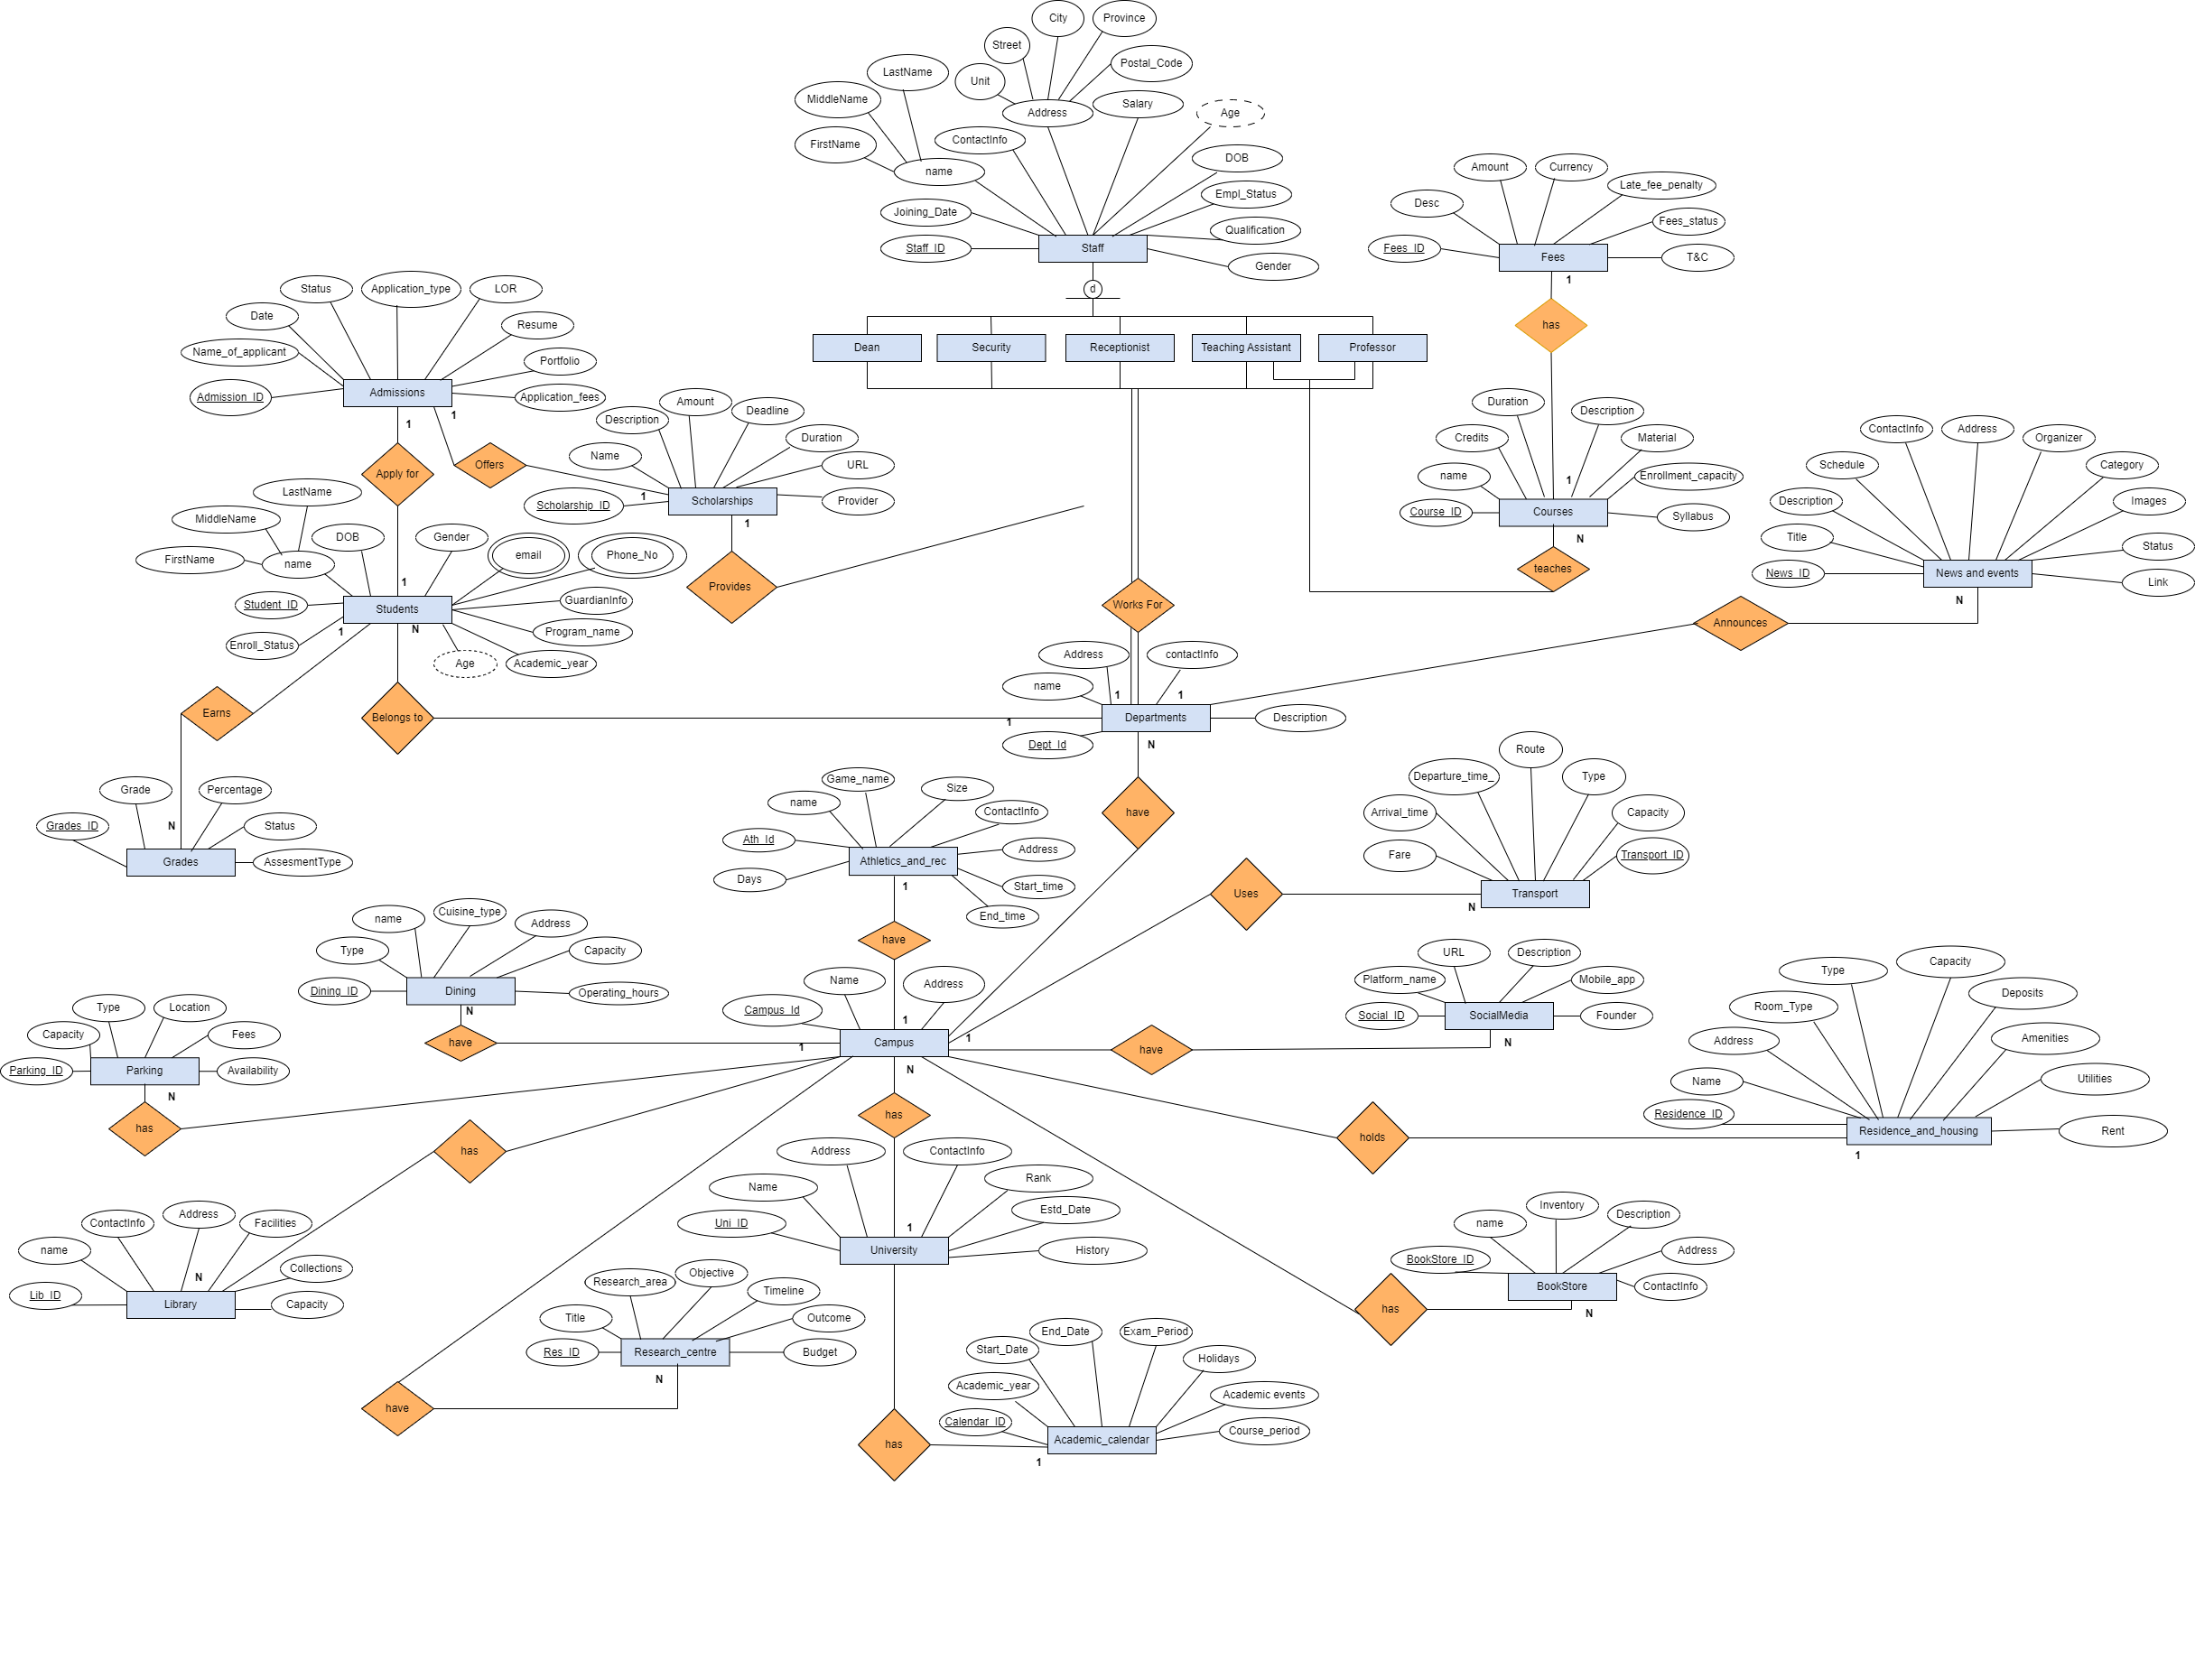 City
Province
Street
Postal_Code
LastName
Unit
MiddleName
Address
Salary
Age
FirstName
ContactInfo
name
DOB
Empl_Status
Joining_Date
Qualification
Staff_ID
Staff
Gender
d
Dean
Security
Receptionist
Teaching Assistant
Professor
Amount
Currency
Late_fee_penalty
Desc
Fees_status
Fees_ID
Fees
T&C
1
has
Status
Application_type
LOR
Date
Resume
Name_of_applicant
Portfolio
Admission_ID
Admissions
Application_fees
1
1
Apply for
Offers
Amount
Deadline
Description
Duration
Name
URL
1
Scholarship_ID
Scholarships
Provider
1
Provides
Duration
Description
Credits
Material
name
1
Enrollment_capacity
Course_ID
Courses
Syllabus
N
teaches
ContactInfo
Address
Organizer
Schedule
Category
Description
Images
Title
Status
News_ID
News and events
Link
N
Announces
LastName
MiddleName
DOB
Gender
email
Phone_No
FirstName
name
1
GuardianInfo
Student_ID
Students
Program_name
1
N
Enroll_Status
Age
Academic_year
Earns
Belongs to
Works For
Address
contactInfo
name
1
1
1
Departments
Description
Dept_Id
N
have
Grade
Percentage
Grades_ID
N
Status
Grades
AssesmentType
Game_name
Size
name
ContactInfo
Ath_Id
Address
Athletics_and_rec
Days
1
Start_time
End_time
have
Route
Departure_time_
Type
Arrival_time
Capacity
Fare
Transport_ID
Uses
Transport
N
Cuisine_type
name
Address
Type
Capacity
Dining_ID
Dining
Operating_hours
N
have
Name
Address
Campus_Id
1
1
Campus
1
N
URL
Description
Platform_name
Mobile_app
Social_ID
SocialMedia
Founder
have
N
Type
Location
Capacity
Fees
Parking_ID
Parking
Availability
N
has
has
has
Capacity
Type
Deposits
Room_Type
Address
Amenities
Name
Utilities
Residence_ID
holds
Residence_and_housing
Rent
1
Address
ContactInfo
Name
Rank
Uni_ID
1
Estd_Date
University
History
Address
ContactInfo
Facilities
name
Collections
N
Lib_ID
Library
Capacity
Inventory
name
Description
BookStore_ID
Address
BookStore
ContactInfo
has
N
Objective
Research_area
Timeline
Title
Outcome
Res_ID
Research_centre
Budget
N
have
End_Date
Exam_Period
Start_Date
Holidays
Academic_year
Academic events
Calendar_ID
Course_period
has
Academic_calendar
1